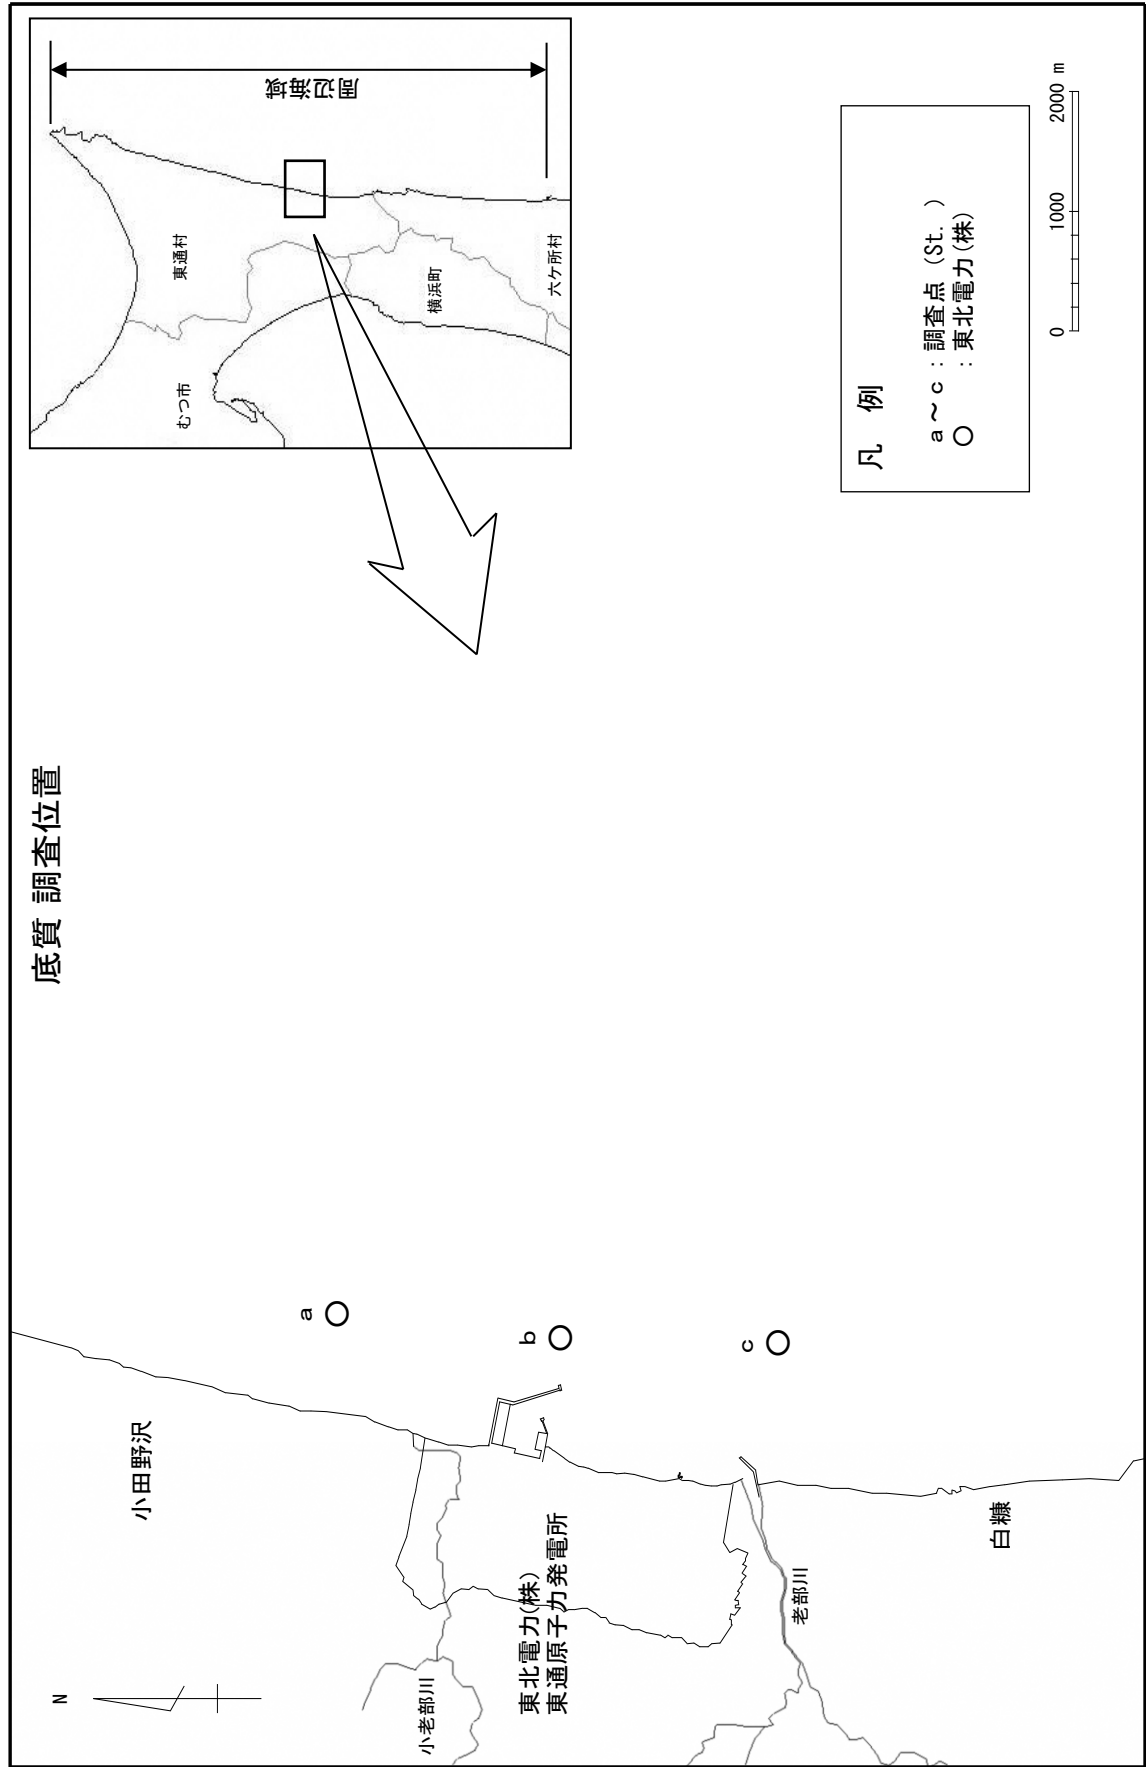 底質 調査位置
N
小田野沢
小老部川
東北電力(株)
東通原子力発電所
老部川
白糠
a
b
c
むつ市
東通村
横浜町
六ケ所村
周辺海域
凡 例
a~c:調査点(St.)
○ :東北電力(株)
0 1000 2000 m